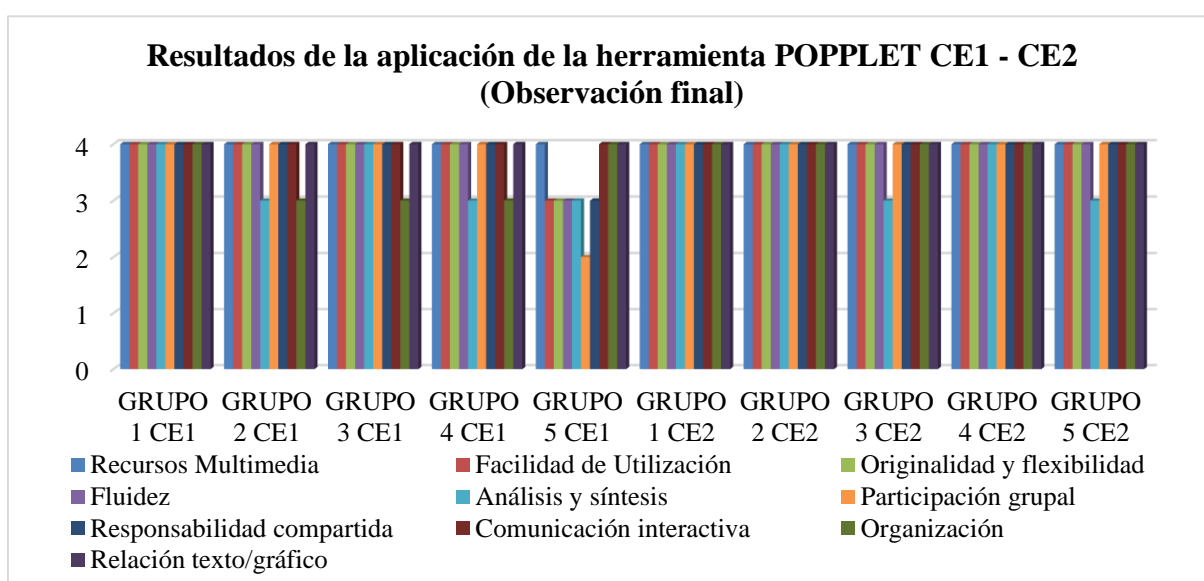 Resultados de la aplicación de la herramienta POPPLET CE1 - CE2
(Observación final)
4
3
2
1
0
GRUPO GRUPO GRUPO GRUPO GRUPO GRUPO GRUPO GRUPO GRUPO GRUPO
1 CE1 2 CE1 3 CE1 4 CE1 5 CE1 1 CE2 2 CE2 3 CE2 4 CE2 5 CE2
Recursos Multimedia Facilidad de Utilización Originalidad y flexibilidad
Fluidez Análisis y síntesis Participación grupal
Responsabilidad compartida Comunicación interactiva Organización
Relación texto/gráfico